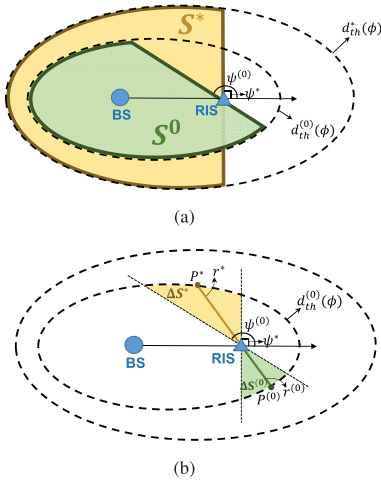 S*
d*ₜₕ(ϕ)
ψ⁽⁰⁾
ψ*
BS
RIS
S⁰
d⁽⁰⁾ₜₕ(ϕ)
(a)
P*
r*
ΔS*
d⁽⁰⁾ₜₕ(ϕ)
ψ⁽⁰⁾
ψ*
BS
RIS
ΔS⁽⁰⁾
r⁽⁰⁾
P⁽⁰⁾
(b)